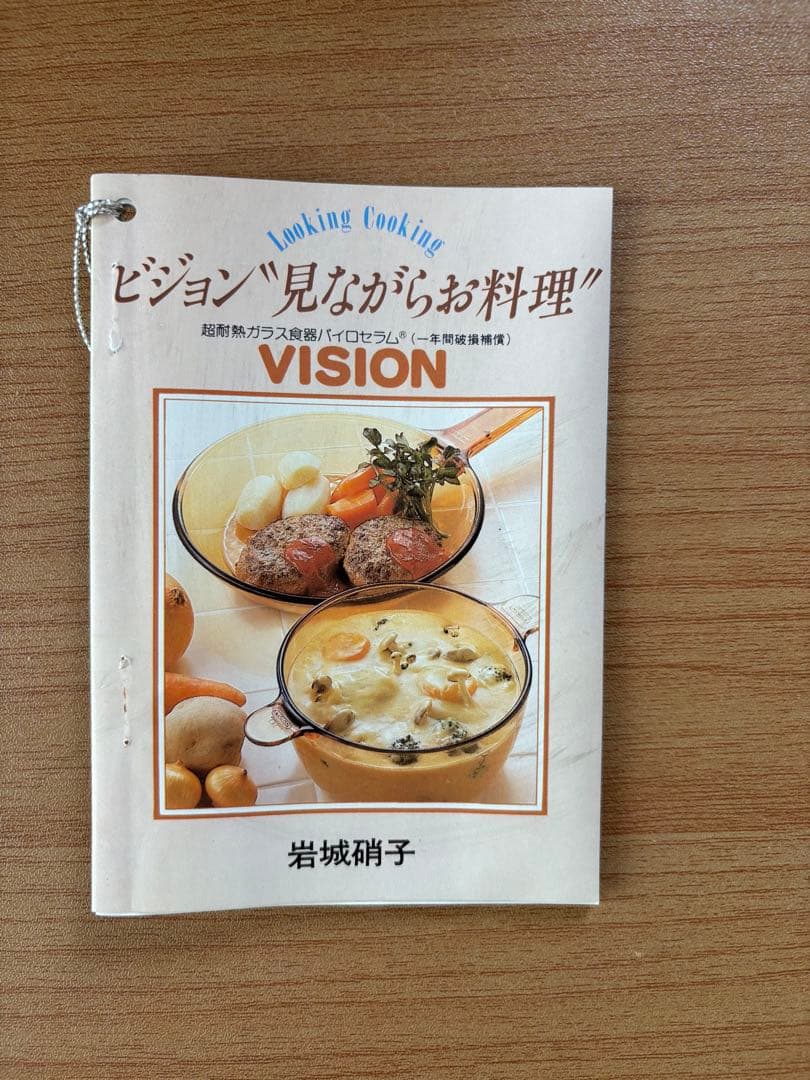 Looking Cooking
ビジョン〝見ながらお料理〟
超耐熱ガラス食器パイロセラム®(一年間破損補償)
VISION
岩城硝子